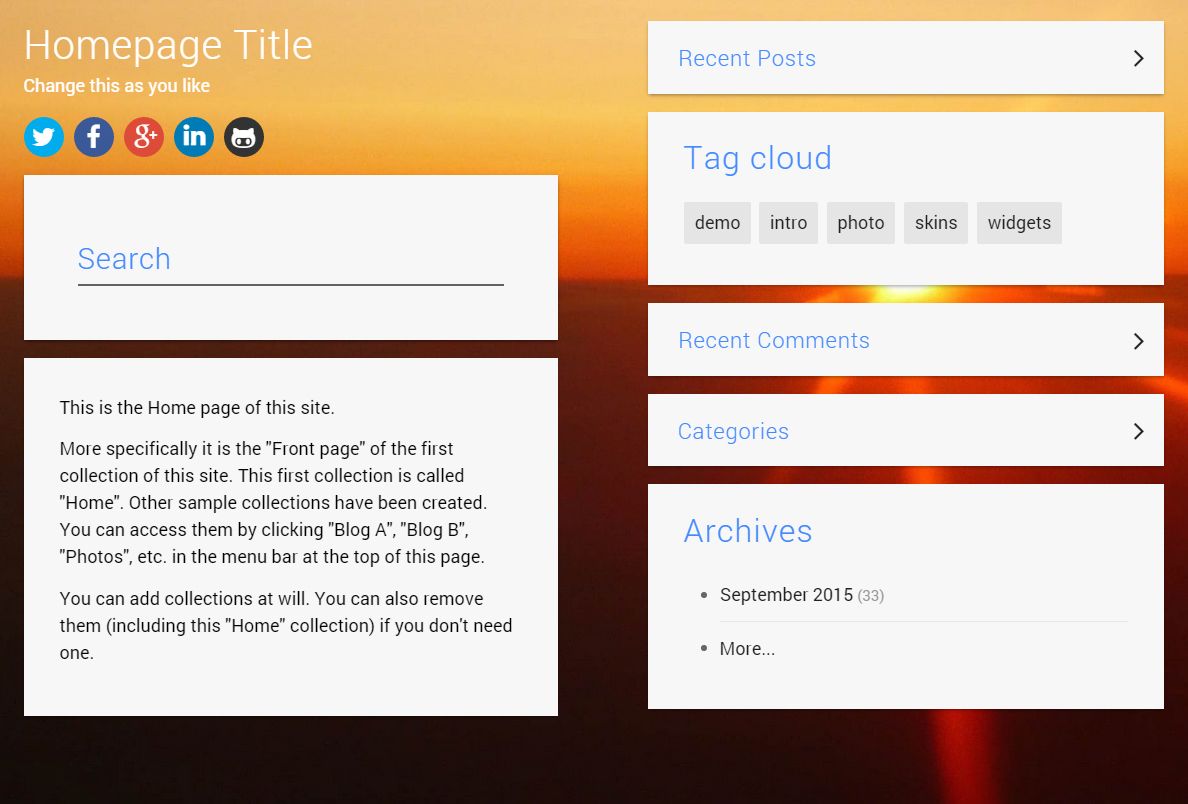 Homepage Title
Change this as you like
Search
This is the Home page of this site.
More specifically it is the "Front page" of the first
collection of this site. This first collection is called
"Home". Other sample collections have been created.
You can access them by clicking "Blog A", "Blog B",
"Photos", etc. in the menu bar at the top of this page.
You can add collections at will. You can also remove
them (including this "Home" collection) if you don't need
one.
Recent Posts
Tag cloud
demo intro photo skins widgets
Recent Comments
Categories
Archives
September 2015 (33)
More...